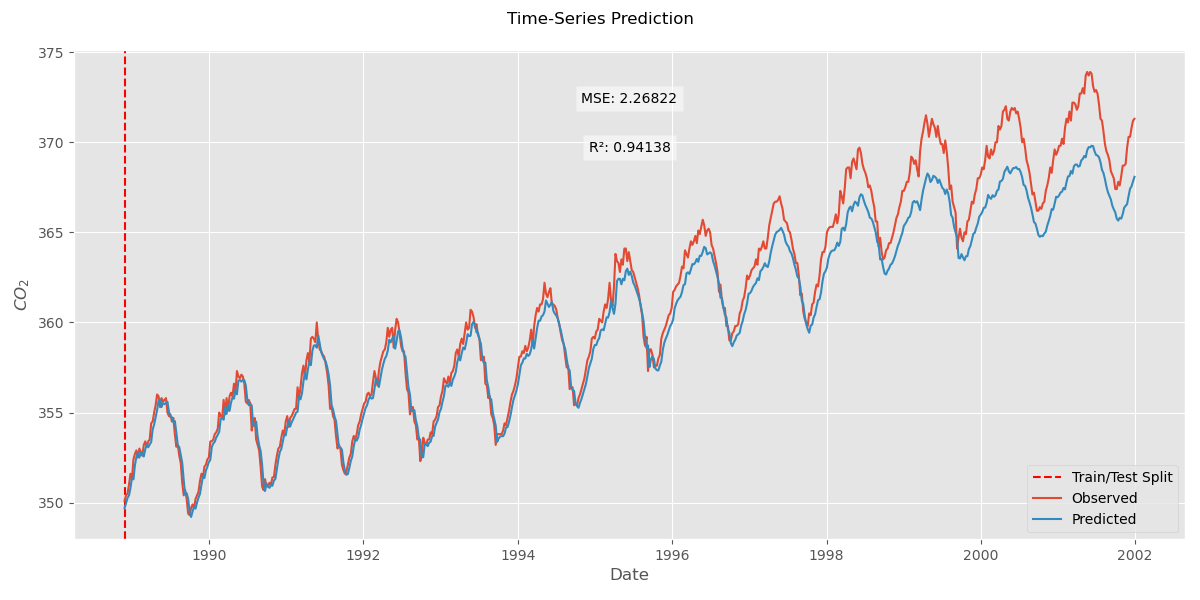 Time-Series Prediction
375
370
365
360
355
350
CO₂
MSE: 2.26822
R²: 0.94138
Train/Test Split
Observed
Predicted
1990
1992
1994
1996
1998
2000
2002
Date